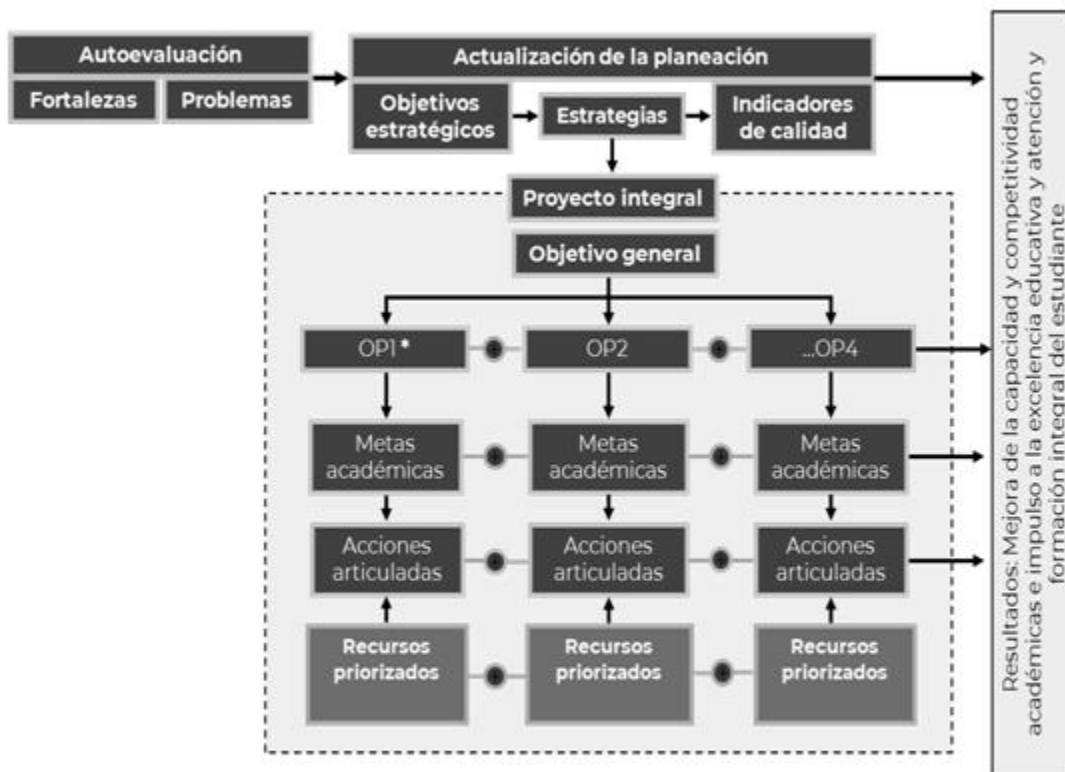 Autoevaluación
Fortalezas
Problemas
Actualización de la planeación
Objetivos
estratégicos
Estrategias
Indicadores
de calidad
Proyecto integral
Objetivo general
OP1 *
OP2
...OP4
Metas
académicas
Metas
académicas
Metas
académicas
Acciones
articuladas
Acciones
articuladas
Acciones
articuladas
Recursos
priorizados
Recursos
priorizados
Recursos
priorizados
Resultados: Mejora de la capacidad y competitividad
académicas e impulso a la excelencia educativa y atención y
formación integral del estudiante